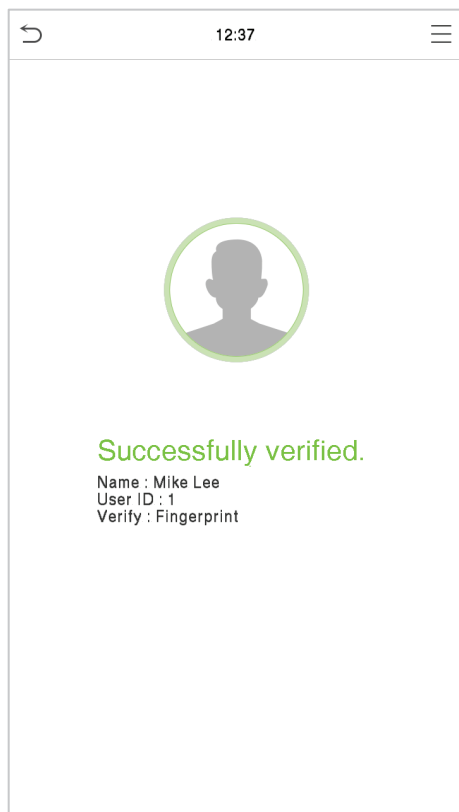 12:37
Successfully verified.
Name : Mike Lee
User ID : 1
Verify : Fingerprint